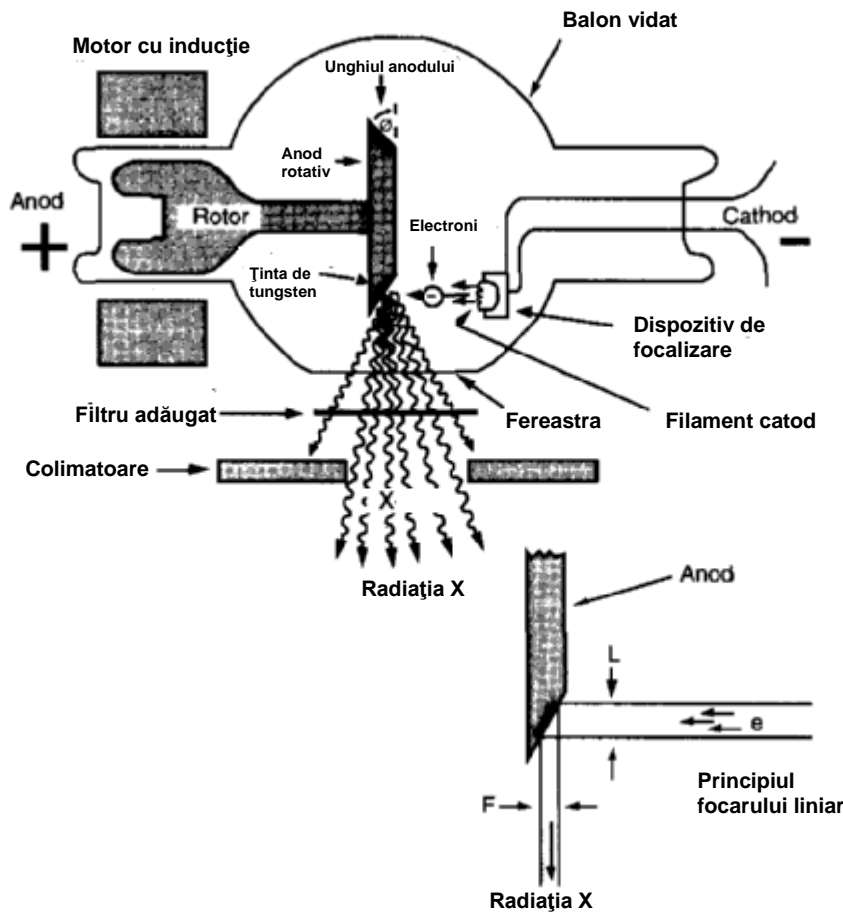 Balon vidat
Motor cu inducţie
Unghiul anodului
Ø
Anod
rotativ
Anod
Rotor
Electroni
Cathod
+
−
−
Ţinta de
tungsten
Dispozitiv de
focalizare
Filtru adăugat
Fereastra
Filament catod
Colimatoare
X
Radiaţia X
Anod
L
e
Principiul
focarului liniar
F
Radiaţia X